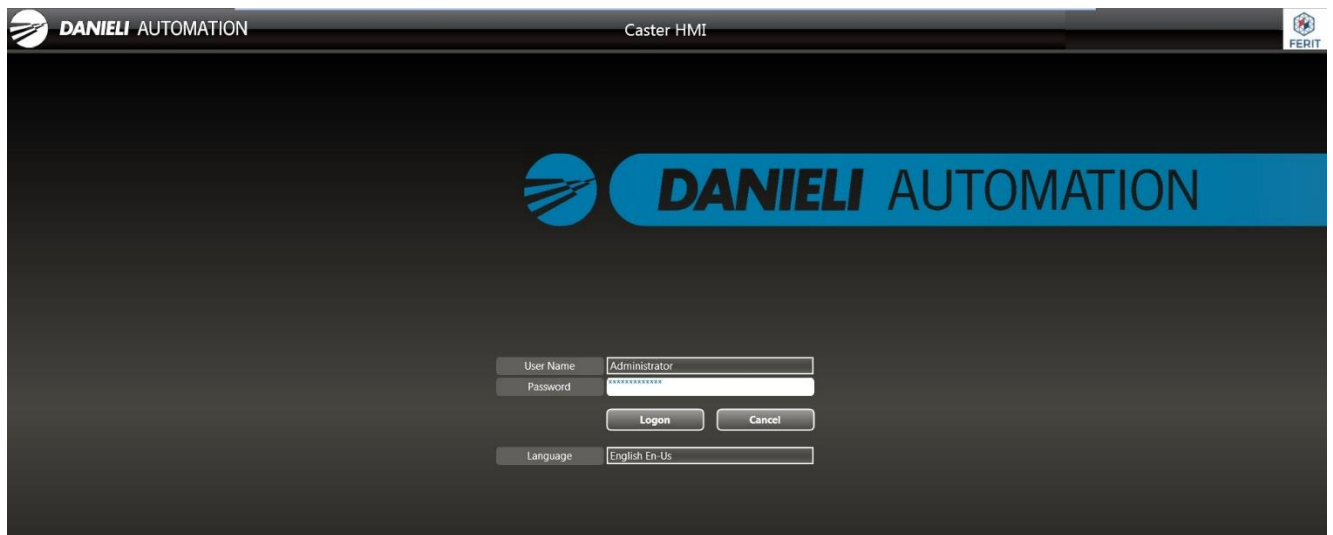 DANIELI AUTOMATION
Caster HMI
FERIT
DANIELI AUTOMATION
User Name
Administrator
Password
*************
Logon
Cancel
Language
English En-Us